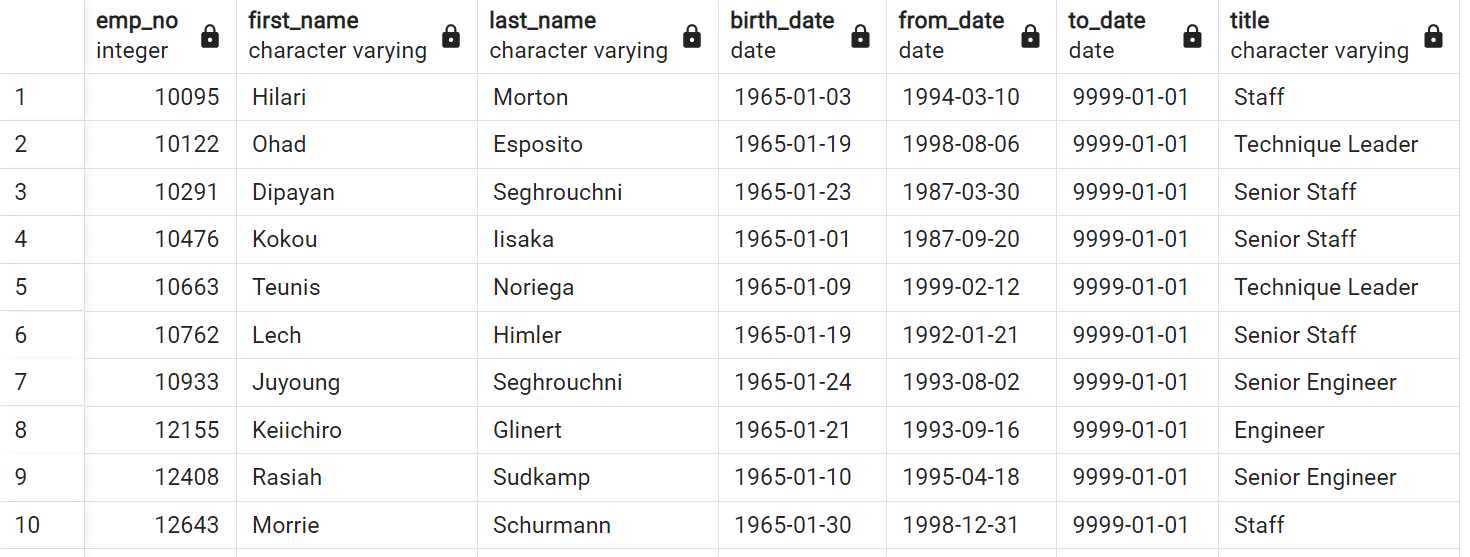 emp_no first_name last_name birth_date from_date to_date title
integer character varying character varying date date date character varying
1 10095 Hilari Morton 1965-01-03 1994-03-10 9999-01-01 Staff
2 10122 Ohad Esposito 1965-01-19 1998-08-06 9999-01-01 Technique Leader
3 10291 Dipayan Seghrouchni 1965-01-23 1987-03-30 9999-01-01 Senior Staff
4 10476 Kokou Iisaka 1965-01-01 1987-09-20 9999-01-01 Senior Staff
5 10663 Teunis Noriega 1965-01-09 1999-02-12 9999-01-01 Technique Leader
6 10762 Lech Himler 1965-01-19 1992-01-21 9999-01-01 Senior Staff
7 10933 Juyoung Seghrouchni 1965-01-24 1993-08-02 9999-01-01 Senior Engineer
8 12155 Keiichiro Glinert 1965-01-21 1993-09-16 9999-01-01 Engineer
9 12408 Rasiah Sudkamp 1965-01-10 1995-04-18 9999-01-01 Senior Engineer
10 12643 Morrie Schurmann 1965-01-30 1998-12-31 9999-01-01 Staff